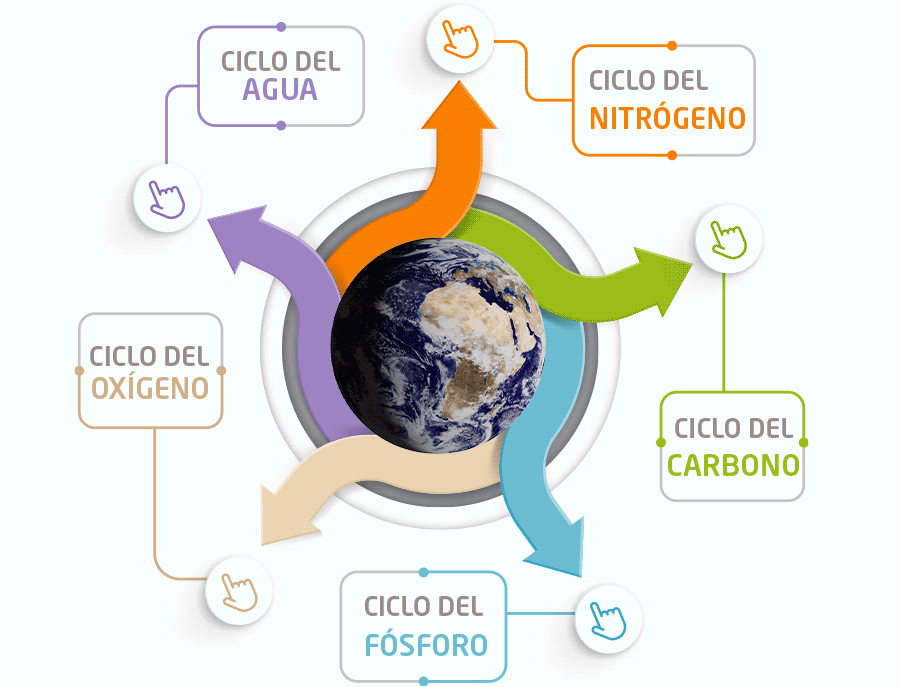 CICLO DEL
AGUA
CICLO DEL
NITRÓGENO
CICLO DEL
OXÍGENO
CICLO DEL
CARBONO
CICLO DEL
FÓSFORO